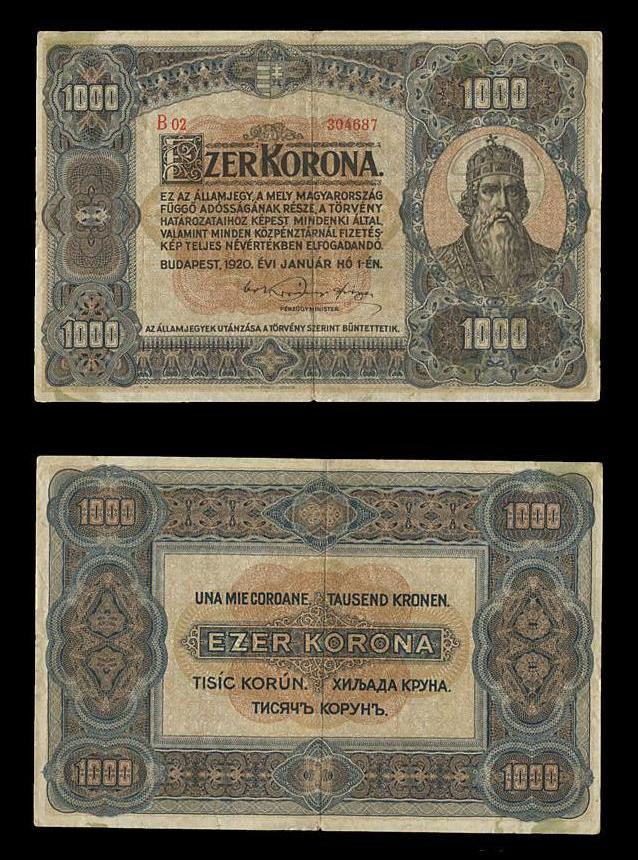 1000
1000
B 02 304687
EZER KORONA.
EZ AZ ÁLLAMJEGY, A MELY MAGYARORSZÁG
FÜGGŐ ADÓSSÁGÁNAK RÉSZE, A TÖRVÉNY
HATÁROZATAIHOZ KÉPEST MINDENKI ÁLTAL,
VALAMINT MINDEN KÖZPÉNZTÁRNÁL FIZETÉS-
KÉP TELJES NÉVÉRTÉKBEN ELFOGADANDÓ.
BUDAPEST, 1920. ÉVI JANUÁR HÓ 1-ÉN.
PÉNZÜGYMINISTER.
1000
1000
AZ ÁLLAMJEGYEK UTÁNZÁSA A TÖRVÉNY SZERINT BÜNTETTETIK.
1000
1000
UNA MIE COROANE. TAUSEND KRONEN.
EZER KORONA
TISÍC KORÚN. ХИЉАДА КРУНА.
ТИСЯЧЪ КОРУНЪ.
1000
1000